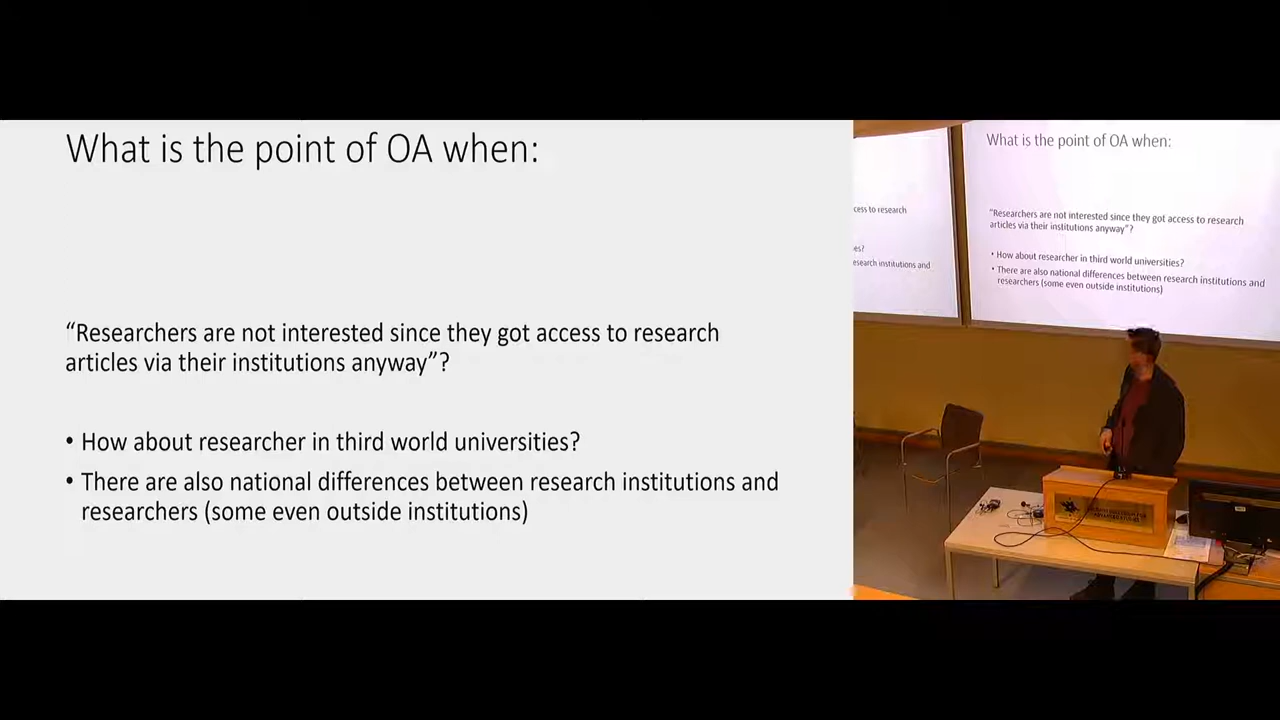 What is the point of OA when:
“Researchers are not interested since they got access to research
articles via their institutions anyway”?
• How about researcher in third world universities?
• There are also national differences between research institutions and
researchers (some even outside institutions)
cess to research
es?
esearch institutions and
What is the point of OA when:
“Researchers are not interested since they got access to research
articles via their institutions anyway”?
• How about researcher in third world universities?
• There are also national differences between research institutions and
researchers (some even outside institutions)